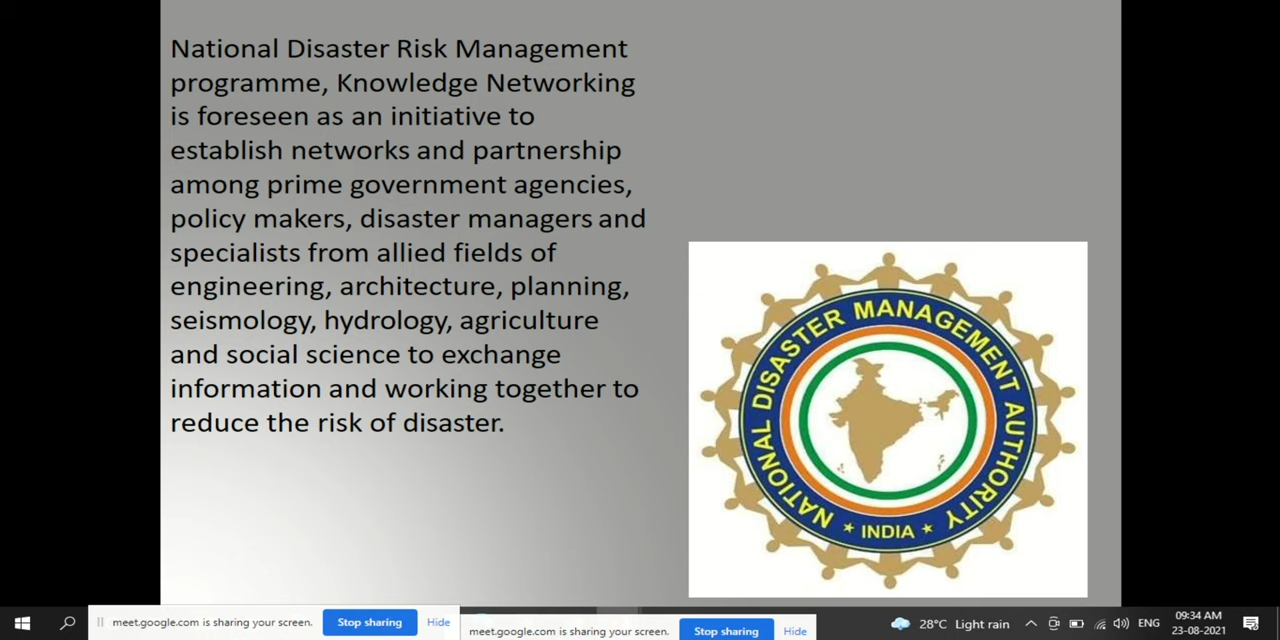 National Disaster Risk Management
programme, Knowledge Networking
is foreseen as an initiative to
establish networks and partnership
among prime government agencies,
policy makers, disaster managers and
specialists from allied fields of
engineering, architecture, planning,
seismology, hydrology, agriculture
and social science to exchange
information and working together to
reduce the risk of disaster.
NATIONAL DISASTER MANAGEMENT AUTHORITY
INDIA
meet.google.com is sharing your screen.
Stop sharing
Hide
meet.google.com is sharing your screen.
Stop sharing
Hide
28°C Light rain
ENG
09:34 AM
23-08-2021